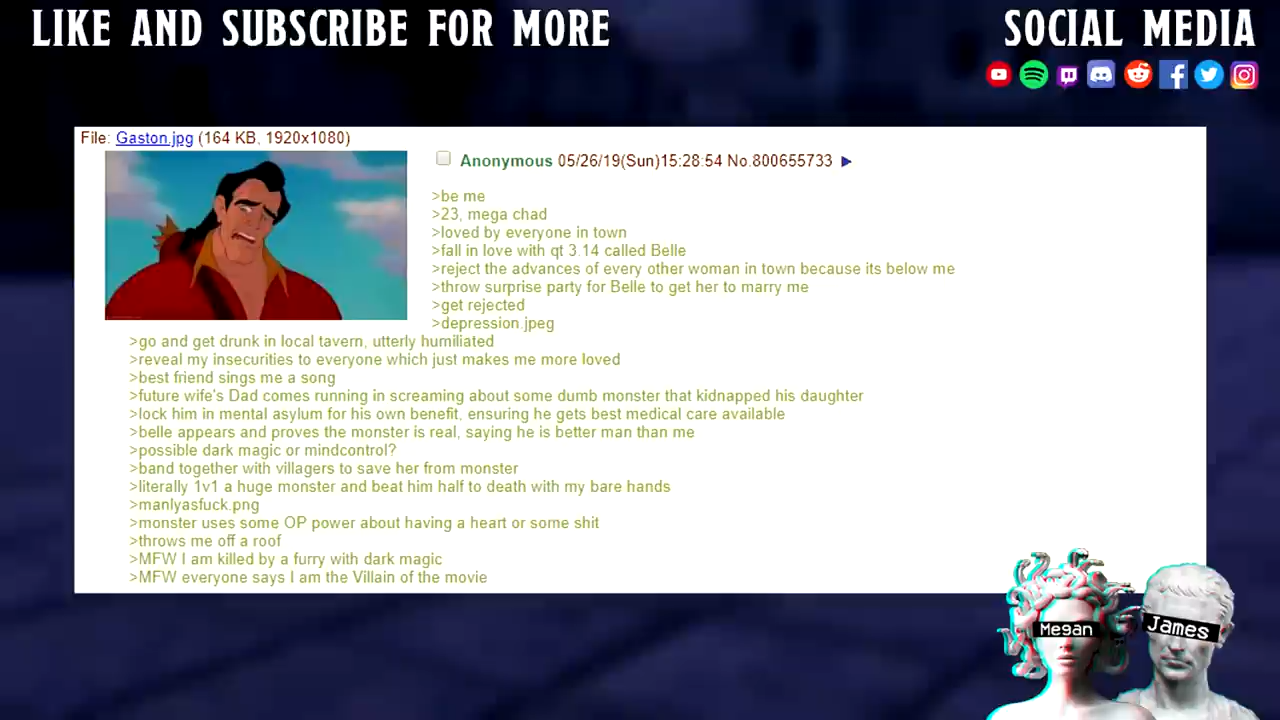 LIKE AND SUBSCRIBE FOR MORE
SOCIAL MEDIA
File: Gaston.jpg (164 KB, 1920x1080)
Anonymous 05/26/19(Sun)15:28:54 No.800655733 ▶
>be me
>23, mega chad
>loved by everyone in town
>fall in love with qt 3.14 called Belle
>reject the advances of every other woman in town because its below me
>throw surprise party for Belle to get her to marry me
>get rejected
>depression.jpeg
>go and get drunk in local tavern, utterly humiliated
>reveal my insecurities to everyone which just makes me more loved
>best friend sings me a song
>future wife's Dad comes running in screaming about some dumb monster that kidnapped his daughter
>lock him in mental asylum for his own benefit, ensuring he gets best medical care available
>belle appears and proves the monster is real, saying he is better man than me
>possible dark magic or mindcontrol?
>band together with villagers to save her from monster
>literally 1v1 a huge monster and beat him half to death with my bare hands
>manlyasfuck.png
>monster uses some OP power about having a heart or some shit
>throws me off a roof
>MFW I am killed by a furry with dark magic
>MFW everyone says I am the Villain of the movie
Megan
James